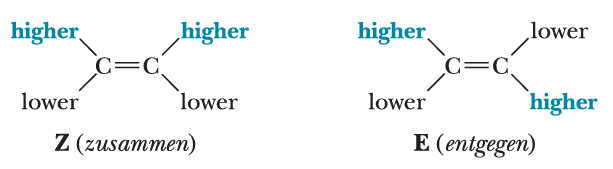 higher higher higher lower
C=C C=C
lower lower lower higher
Z (zusammen) E (entgegen)